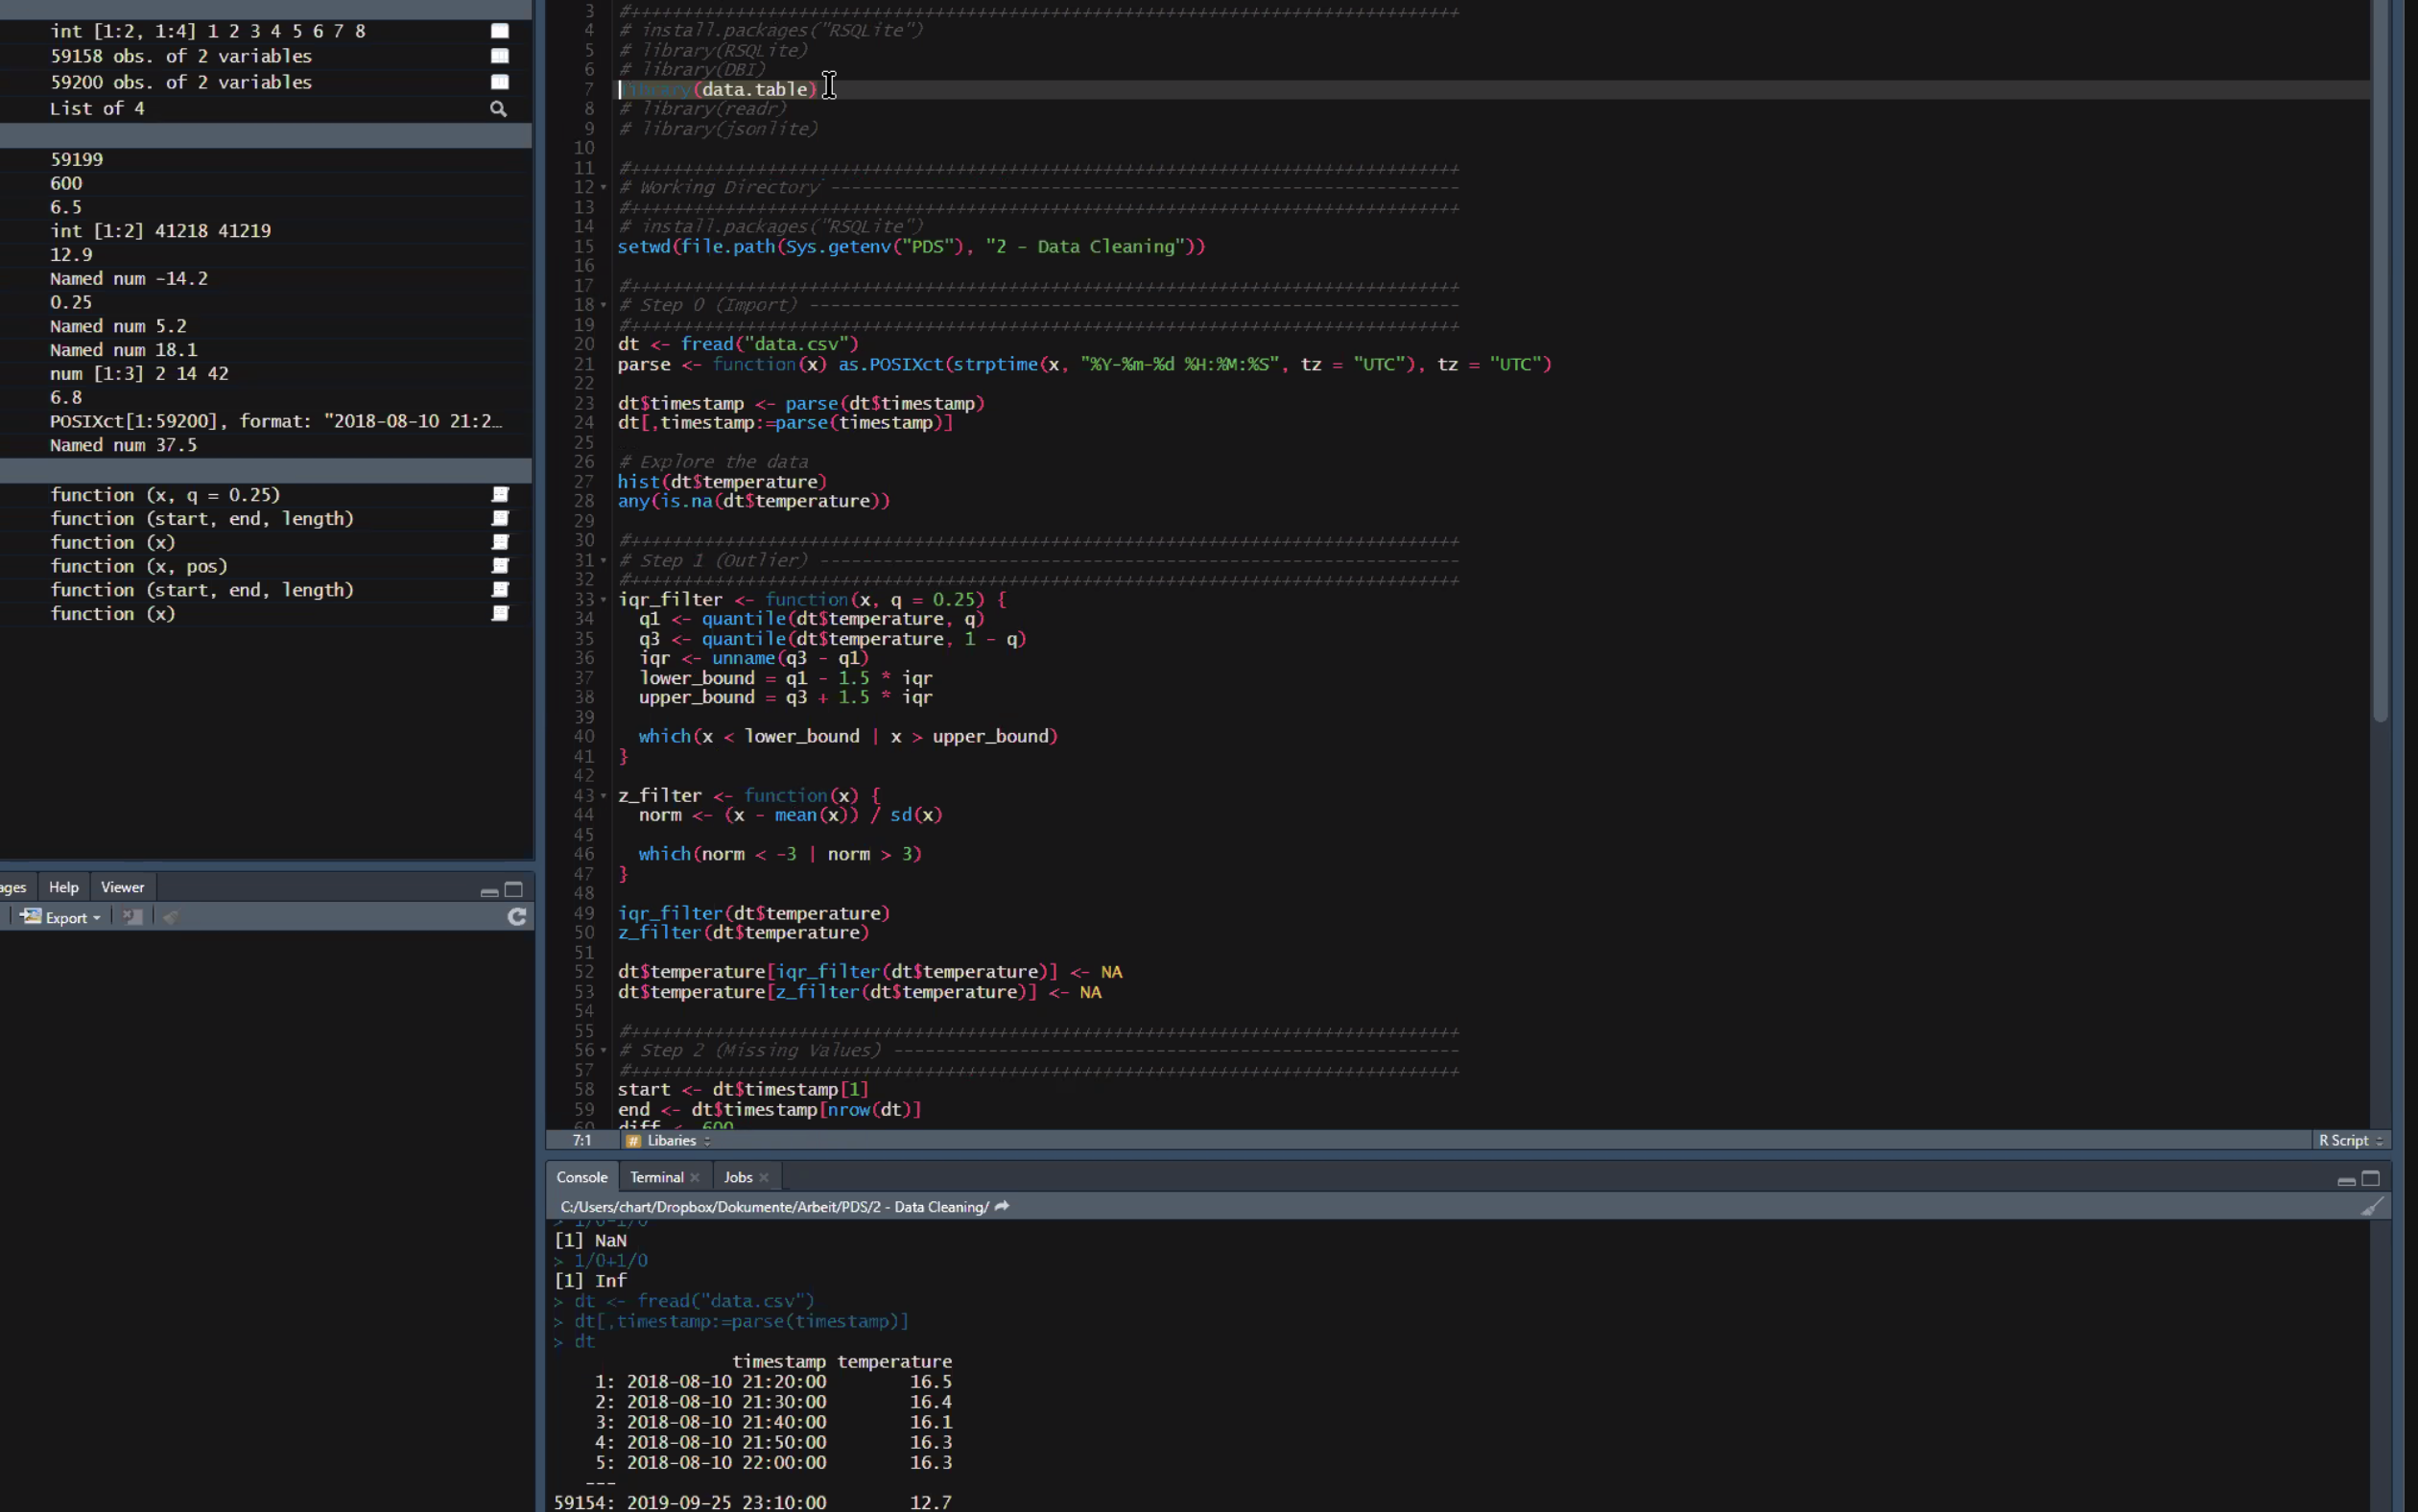 int [1:2, 1:4] 1 2 3 4 5 6 7 8
59158 obs. of 2 variables
59200 obs. of 2 variables
List of 4
59199
600
6.5
int [1:2] 41218 41219
12.9
Named num -14.2
0.25
Named num 5.2
Named num 18.1
num [1:3] 2 14 42
6.8
POSIXct[1:59200], format: "2018-08-10 21:2...
Named num 37.5
function (x, q = 0.25)
function (start, end, length)
function (x)
function (x, pos)
function (start, end, length)
function (x)
ages Help Viewer
Export
3 #++++++++++++++++++++++++++++++++++++++++++++++++++++++++++++++++++++++++++++++
4 # install.packages("RSQLite")
5 # library(RSQLite)
6 # library(DBI)
7 library(data.table)
8 # library(readr)
9 # library(jsonlite)
10
11 #++++++++++++++++++++++++++++++++++++++++++++++++++++++++++++++++++++++++++++++
12 # Working Directory` ------------------------------------------------------------
13 #++++++++++++++++++++++++++++++++++++++++++++++++++++++++++++++++++++++++++++++
14 # install.packages("RSQLite")
15 setwd(file.path(Sys.getenv("PDS"), "2 - Data Cleaning"))
16
17 #++++++++++++++++++++++++++++++++++++++++++++++++++++++++++++++++++++++++++++++
18 # Step 0 (Import) --------------------------------------------------------------
19 #++++++++++++++++++++++++++++++++++++++++++++++++++++++++++++++++++++++++++++++
20 dt <- fread("data.csv")
21 parse <- function(x) as.POSIXct(strptime(x, "%Y-%m-%d %H:%M:%S", tz = "UTC"), tz = "UTC")
22
23 dt$timestamp <- parse(dt$timestamp)
24 dt[,timestamp:=parse(timestamp)]
25
26 # Explore the data
27 hist(dt$temperature)
28 any(is.na(dt$temperature))
29
30 #++++++++++++++++++++++++++++++++++++++++++++++++++++++++++++++++++++++++++++++
31 # Step 1 (Outlier) -------------------------------------------------------------
32 #++++++++++++++++++++++++++++++++++++++++++++++++++++++++++++++++++++++++++++++
33 iqr_filter <- function(x, q = 0.25) {
34 q1 <- quantile(dt$temperature, q)
35 q3 <- quantile(dt$temperature, 1 - q)
36 iqr <- unname(q3 - q1)
37 lower_bound = q1 - 1.5 * iqr
38 upper_bound = q3 + 1.5 * iqr
39
40 which(x < lower_bound | x > upper_bound)
41 }
42
43 z_filter <- function(x) {
44 norm <- (x - mean(x)) / sd(x)
45
46 which(norm < -3 | norm > 3)
47 }
48
49 iqr_filter(dt$temperature)
50 z_filter(dt$temperature)
51
52 dt$temperature[iqr_filter(dt$temperature)] <- NA
53 dt$temperature[z_filter(dt$temperature)] <- NA
54
55 #++++++++++++++++++++++++++++++++++++++++++++++++++++++++++++++++++++++++++++++
56 # Step 2 (Missing Values) ------------------------------------------------------
57 #++++++++++++++++++++++++++++++++++++++++++++++++++++++++++++++++++++++++++++++
58 start <- dt$timestamp[1]
59 end <- dt$timestamp[nrow(dt)]
60 diff <- 600
7:1 # Libaries R Script
Console Terminal Jobs
C:/Users/chart/Dropbox/Dokumente/Arbeit/PDS/2 - Data Cleaning/
> 1/0-1/0
[1] NaN
> 1/0+1/0
[1] Inf
> dt <- fread("data.csv")
> dt[,timestamp:=parse(timestamp)]
> dt
timestamp temperature
1: 2018-08-10 21:20:00 16.5
2: 2018-08-10 21:30:00 16.4
3: 2018-08-10 21:40:00 16.1
4: 2018-08-10 21:50:00 16.3
5: 2018-08-10 22:00:00 16.3
---
59154: 2019-09-25 23:10:00 12.7